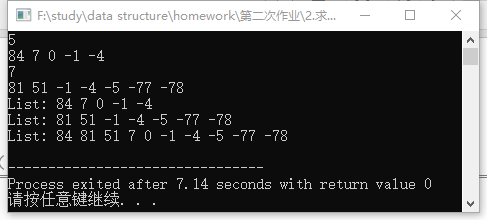 F:\study\data structure\homework\第二次作业\2.求...
5
84 7 0 -1 -4
7
81 51 -1 -4 -5 -77 -78
List: 84 7 0 -1 -4
List: 81 51 -1 -4 -5 -77 -78
List: 84 81 51 7 0 -1 -4 -5 -77 -78
--------------------------------
Process exited after 7.14 seconds with return value 0
请按任意键继续. . .